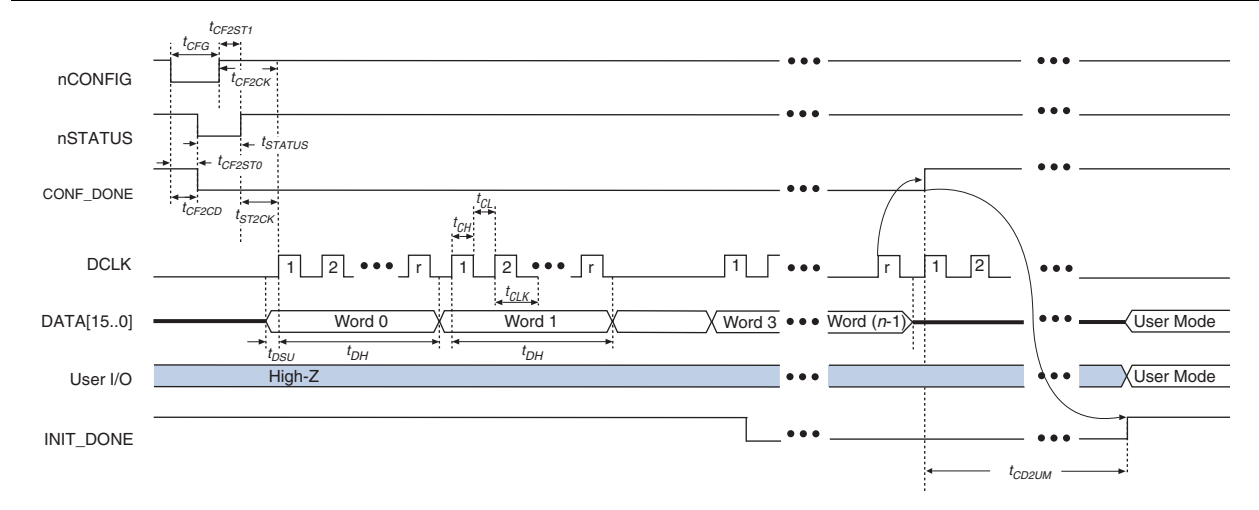 tCF2ST1
tCFG
nCONFIG
tCF2CK
nSTATUS
tSTATUS
tCF2ST0
CONF_DONE
tCF2CD
tST2CK
tCL
tCH
DCLK
1 2 r 1 2 r 1 r 1 2
tCLK
DATA[15..0] Word 0 Word 1 Word 3 Word (n-1) User Mode
tDSU tDH tDH
User I/O High-Z User Mode
INIT_DONE
tCD2UM